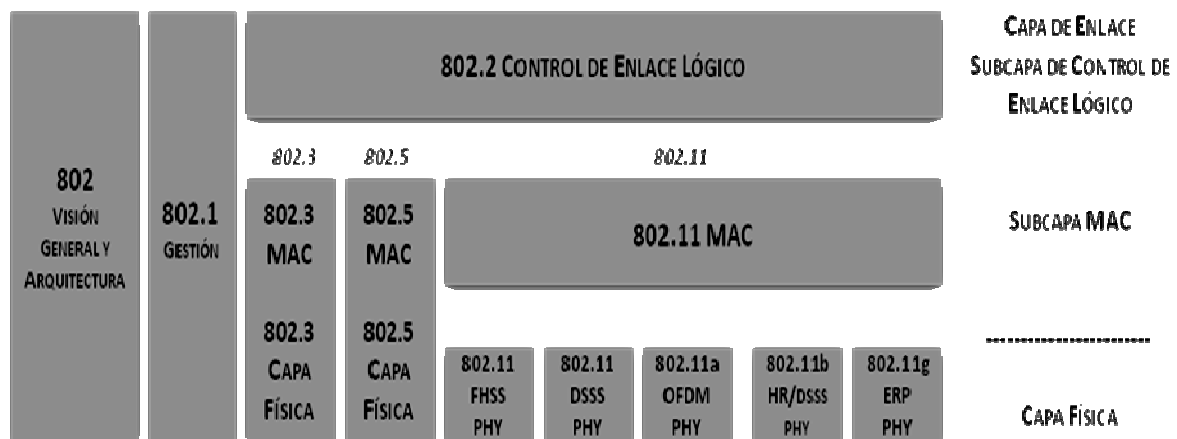 802
VISIÓN
GENERAL Y
ARQUITECTURA
802.1
GESTIÓN
802.2 CONTROL DE ENLACE LÓGICO
CAPA DE ENLACE
SUBCAPA DE CONTROL DE
ENLACE LÓGICO
802.3
802.5
802.11
802.3
MAC
802.5
MAC
802.11 MAC
SUBCAPA MAC
802.3
CAPA
FÍSICA
802.5
CAPA
FÍSICA
802.11
FHSS
PHY
802.11
DSSS
PHY
802.11a
OFDM
PHY
802.11b
HR/DSSS
PHY
802.11g
ERP
PHY
CAPA FÍSICA